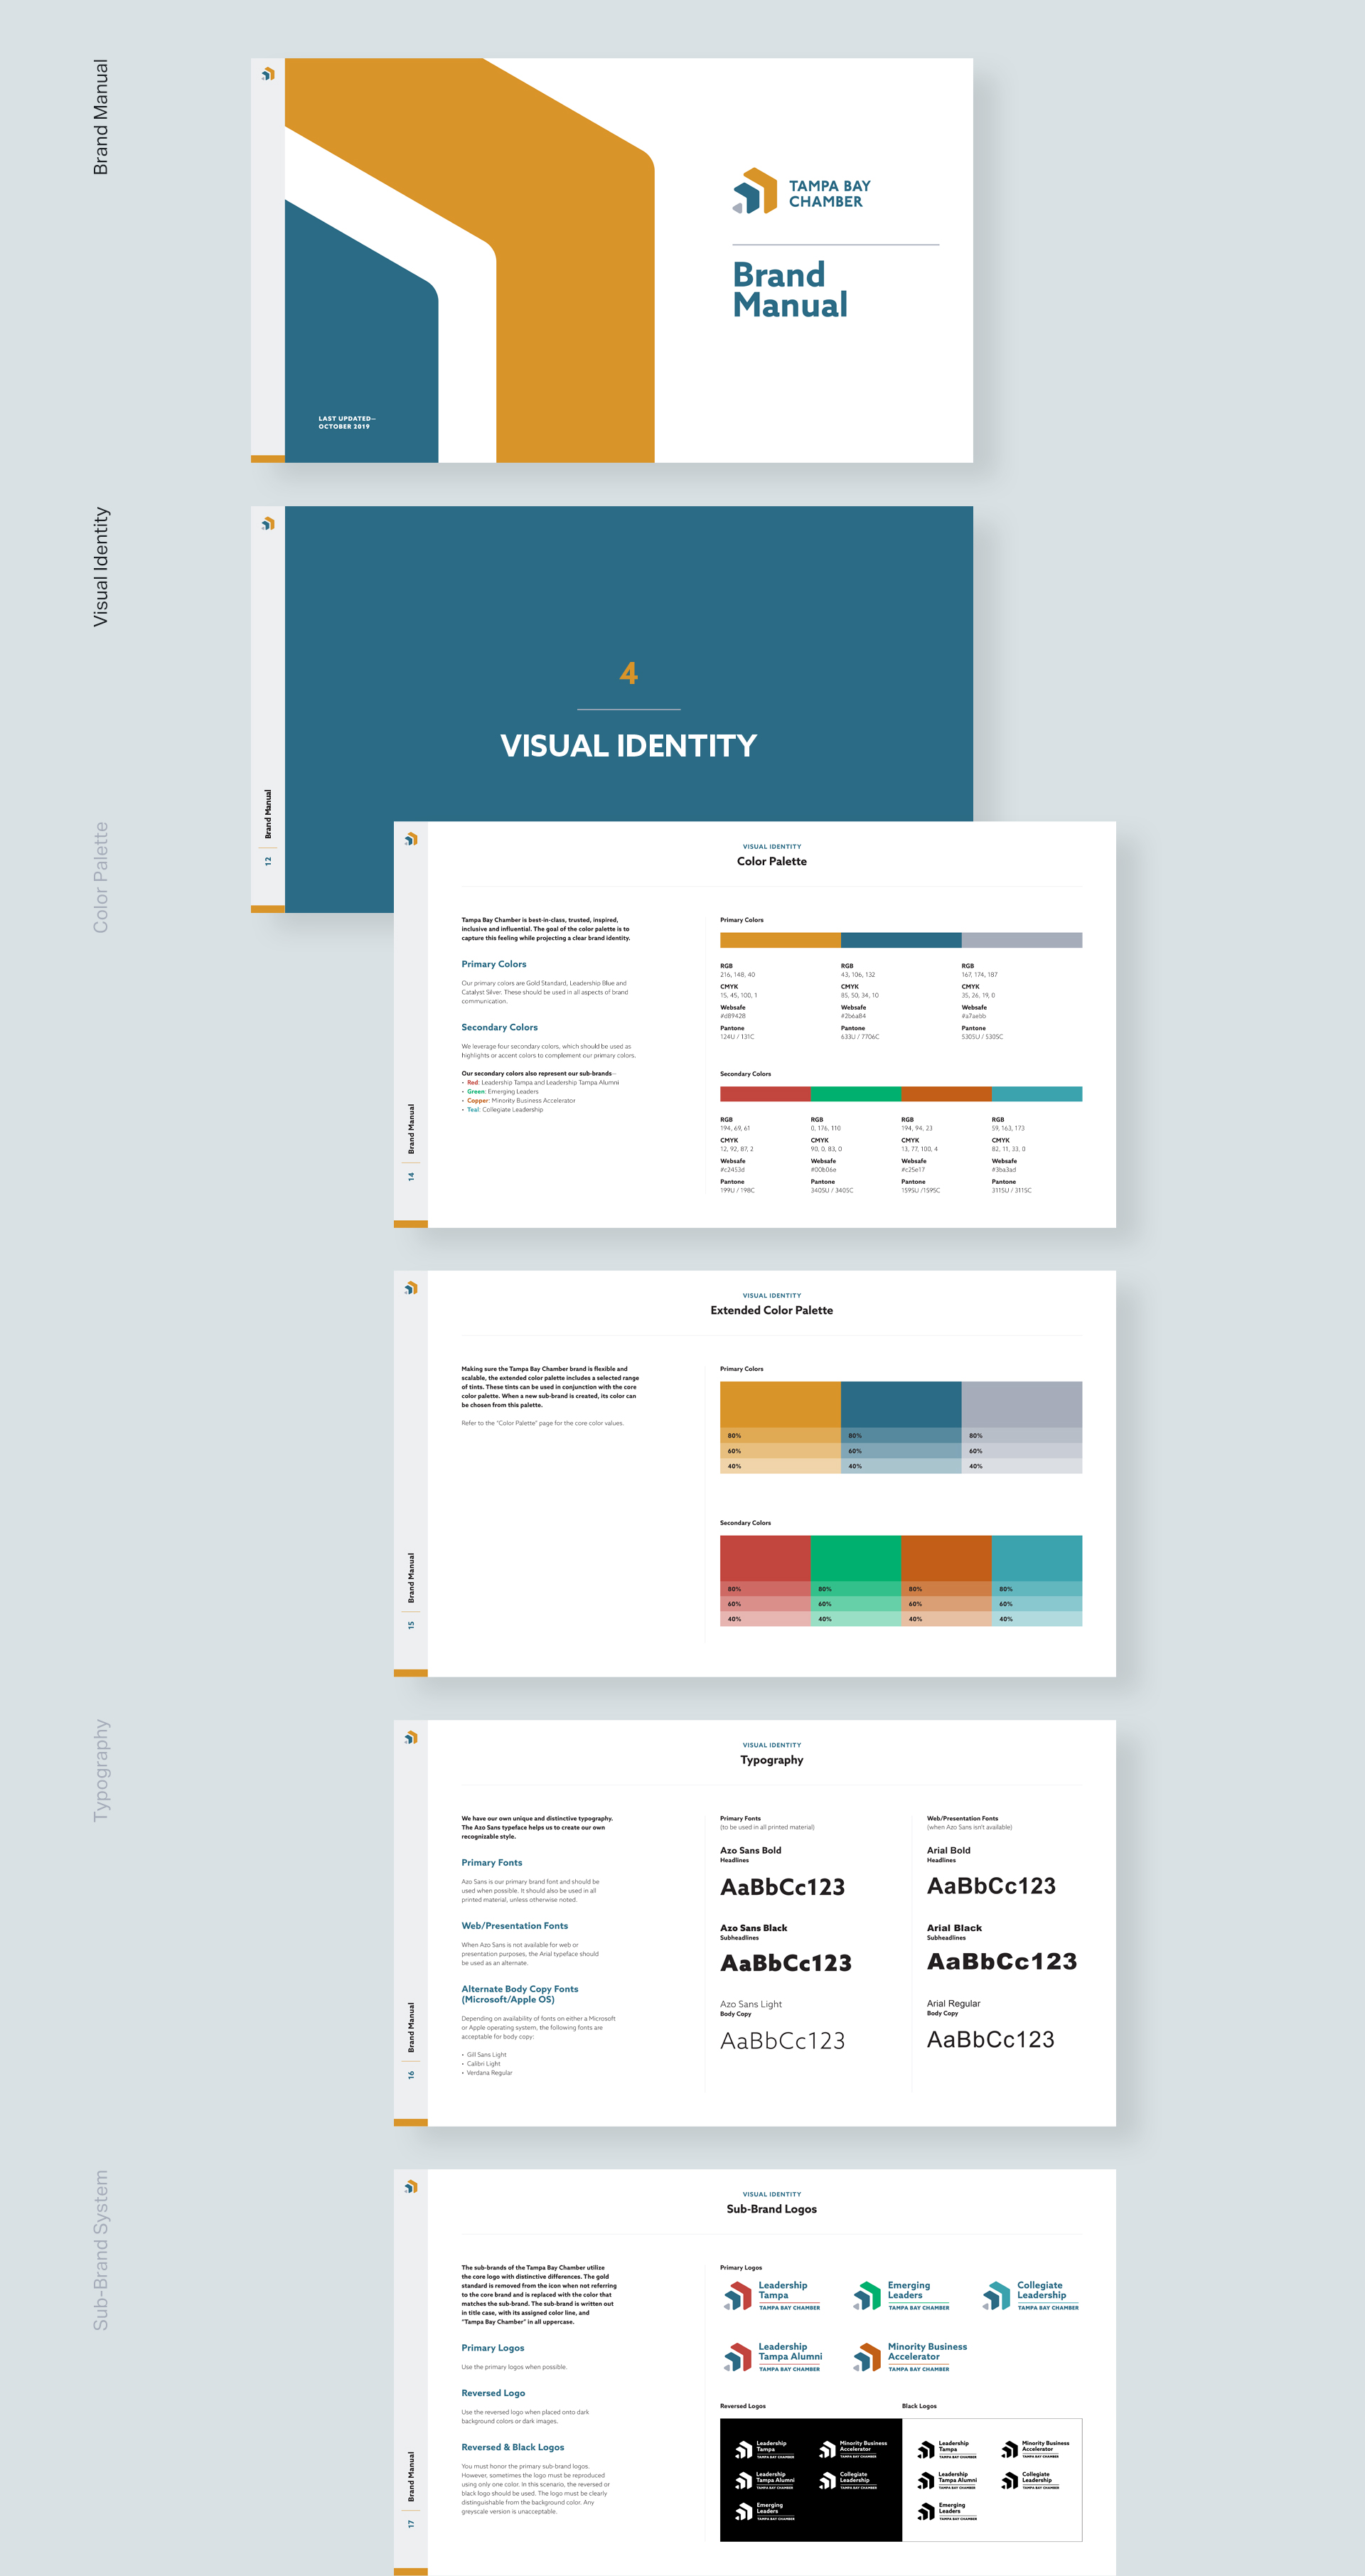 Brand Manual
TAMPA BAY
CHAMBER
Brand
Manual
LAST UPDATED—
OCTOBER 2019
Visual Identity
4
VISUAL IDENTITY
Brand Manual
12
Color Palette
VISUAL IDENTITY
Color Palette
Tampa Bay Chamber is best-in-class, trusted, inspired,
inclusive and influential. The goal of the color palette is to
capture this feeling while projecting a clear brand identity.
Primary Colors
Our primary colors are Gold Standard, Leadership Blue and
Catalyst Silver. These should be used in all aspects of brand
communication.
Secondary Colors
We leverage four secondary colors, which should be used as
highlights or accent colors to complement our primary colors.
Our secondary colors also represent our sub-brands—
• Red: Leadership Tampa and Leadership Tampa Alumni
• Green: Emerging Leaders
• Copper: Minority Business Accelerator
• Teal: Collegiate Leadership
Primary Colors
RGB
216, 148, 40
CMYK
15, 45, 100, 1
Websafe
#d89428
Pantone
124U / 131C
RGB
43, 106, 132
CMYK
85, 50, 34, 10
Websafe
#2b6a84
Pantone
633U / 7706C
RGB
167, 174, 187
CMYK
35, 26, 19, 0
Websafe
#a7aebb
Pantone
5305U / 5305C
Secondary Colors
RGB
194, 69, 61
CMYK
12, 92, 87, 2
Websafe
#c2453d
Pantone
199U / 198C
RGB
0, 176, 110
CMYK
90, 0, 83, 0
Websafe
#00b06e
Pantone
3405U / 3405C
RGB
194, 94, 23
CMYK
13, 77, 100, 4
Websafe
#c25e17
Pantone
1595U /1595C
RGB
59, 163, 173
CMYK
82, 11, 33, 0
Websafe
#3ba3ad
Pantone
3115U / 3115C
Brand Manual
14
VISUAL IDENTITY
Extended Color Palette
Making sure the Tampa Bay Chamber brand is flexible and
scalable, the extended color palette includes a selected range
of tints. These tints can be used in conjunction with the core
color palette. When a new sub-brand is created, its color can
be chosen from this palette.
Refer to the "Color Palette" page for the core color values.
Primary Colors
80% 80% 80%
60% 60% 60%
40% 40% 40%
Secondary Colors
80% 80% 80% 80%
60% 60% 60% 60%
40% 40% 40% 40%
Brand Manual
15
Typography
VISUAL IDENTITY
Typography
We have our own unique and distinctive typography.
The Azo Sans typeface helps us to create our own
recognizable style.
Primary Fonts
Azo Sans is our primary brand font and should be
used when possible. It should also be used in all
printed material, unless otherwise noted.
Web/Presentation Fonts
When Azo Sans is not available for web or
presentation purposes, the Arial typeface should
be used as an alternate.
Alternate Body Copy Fonts
(Microsoft/Apple OS)
Depending on availability of fonts on either a Microsoft
or Apple operating system, the following fonts are
acceptable for body copy:
• Gill Sans Light
• Calibri Light
• Verdana Regular
Primary Fonts
(to be used in all printed material)
Azo Sans Bold
Headlines
AaBbCc123
Azo Sans Black
Subheadlines
AaBbCc123
Azo Sans Light
Body Copy
AaBbCc123
Web/Presentation Fonts
(when Azo Sans isn't available)
Arial Bold
Headlines
AaBbCc123
Arial Black
Subheadlines
AaBbCc123
Arial Regular
Body Copy
AaBbCc123
Brand Manual
16
Sub-Brand System
VISUAL IDENTITY
Sub-Brand Logos
The sub-brands of the Tampa Bay Chamber utilize
the core logo with distinctive differences. The gold
standard is removed from the icon when not referring
to the core brand and is replaced with the color that
matches the sub-brand. The sub-brand is written out
in title case, with its assigned color line, and
"Tampa Bay Chamber" in all uppercase.
Primary Logos
Use the primary logos when possible.
Reversed Logo
Use the reversed logo when placed onto dark
background colors or dark images.
Reversed & Black Logos
You must honor the primary sub-brand logos.
However, sometimes the logo must be reproduced
using only one color. In this scenario, the reversed or
black logo should be used. The logo must be clearly
distinguishable from the background color. Any
greyscale version is unacceptable.
Primary Logos
Leadership
Tampa
TAMPA BAY CHAMBER
Emerging
Leaders
TAMPA BAY CHAMBER
Collegiate
Leadership
TAMPA BAY CHAMBER
Leadership
Tampa Alumni
TAMPA BAY CHAMBER
Minority Business
Accelerator
TAMPA BAY CHAMBER
Reversed Logos
Leadership
Tampa
TAMPA BAY CHAMBER
Minority Business
Accelerator
TAMPA BAY CHAMBER
Leadership
Tampa Alumni
TAMPA BAY CHAMBER
Collegiate
Leadership
TAMPA BAY CHAMBER
Emerging
Leaders
TAMPA BAY CHAMBER
Black Logos
Leadership
Tampa
TAMPA BAY CHAMBER
Minority Business
Accelerator
TAMPA BAY CHAMBER
Leadership
Tampa Alumni
TAMPA BAY CHAMBER
Collegiate
Leadership
TAMPA BAY CHAMBER
Emerging
Leaders
TAMPA BAY CHAMBER
Brand Manual
17